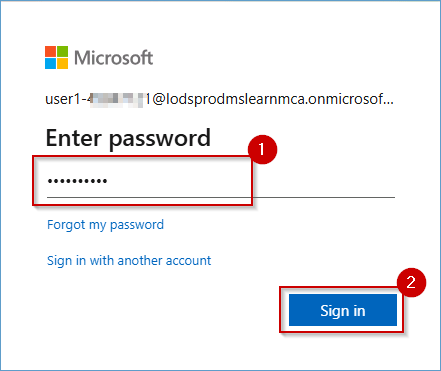 Microsoft
user1-4 1@lodsprodmslearnmca.onmicrosof...
Enter password
1
••••••••••
Forgot my password
Sign in with another account
2
Sign in